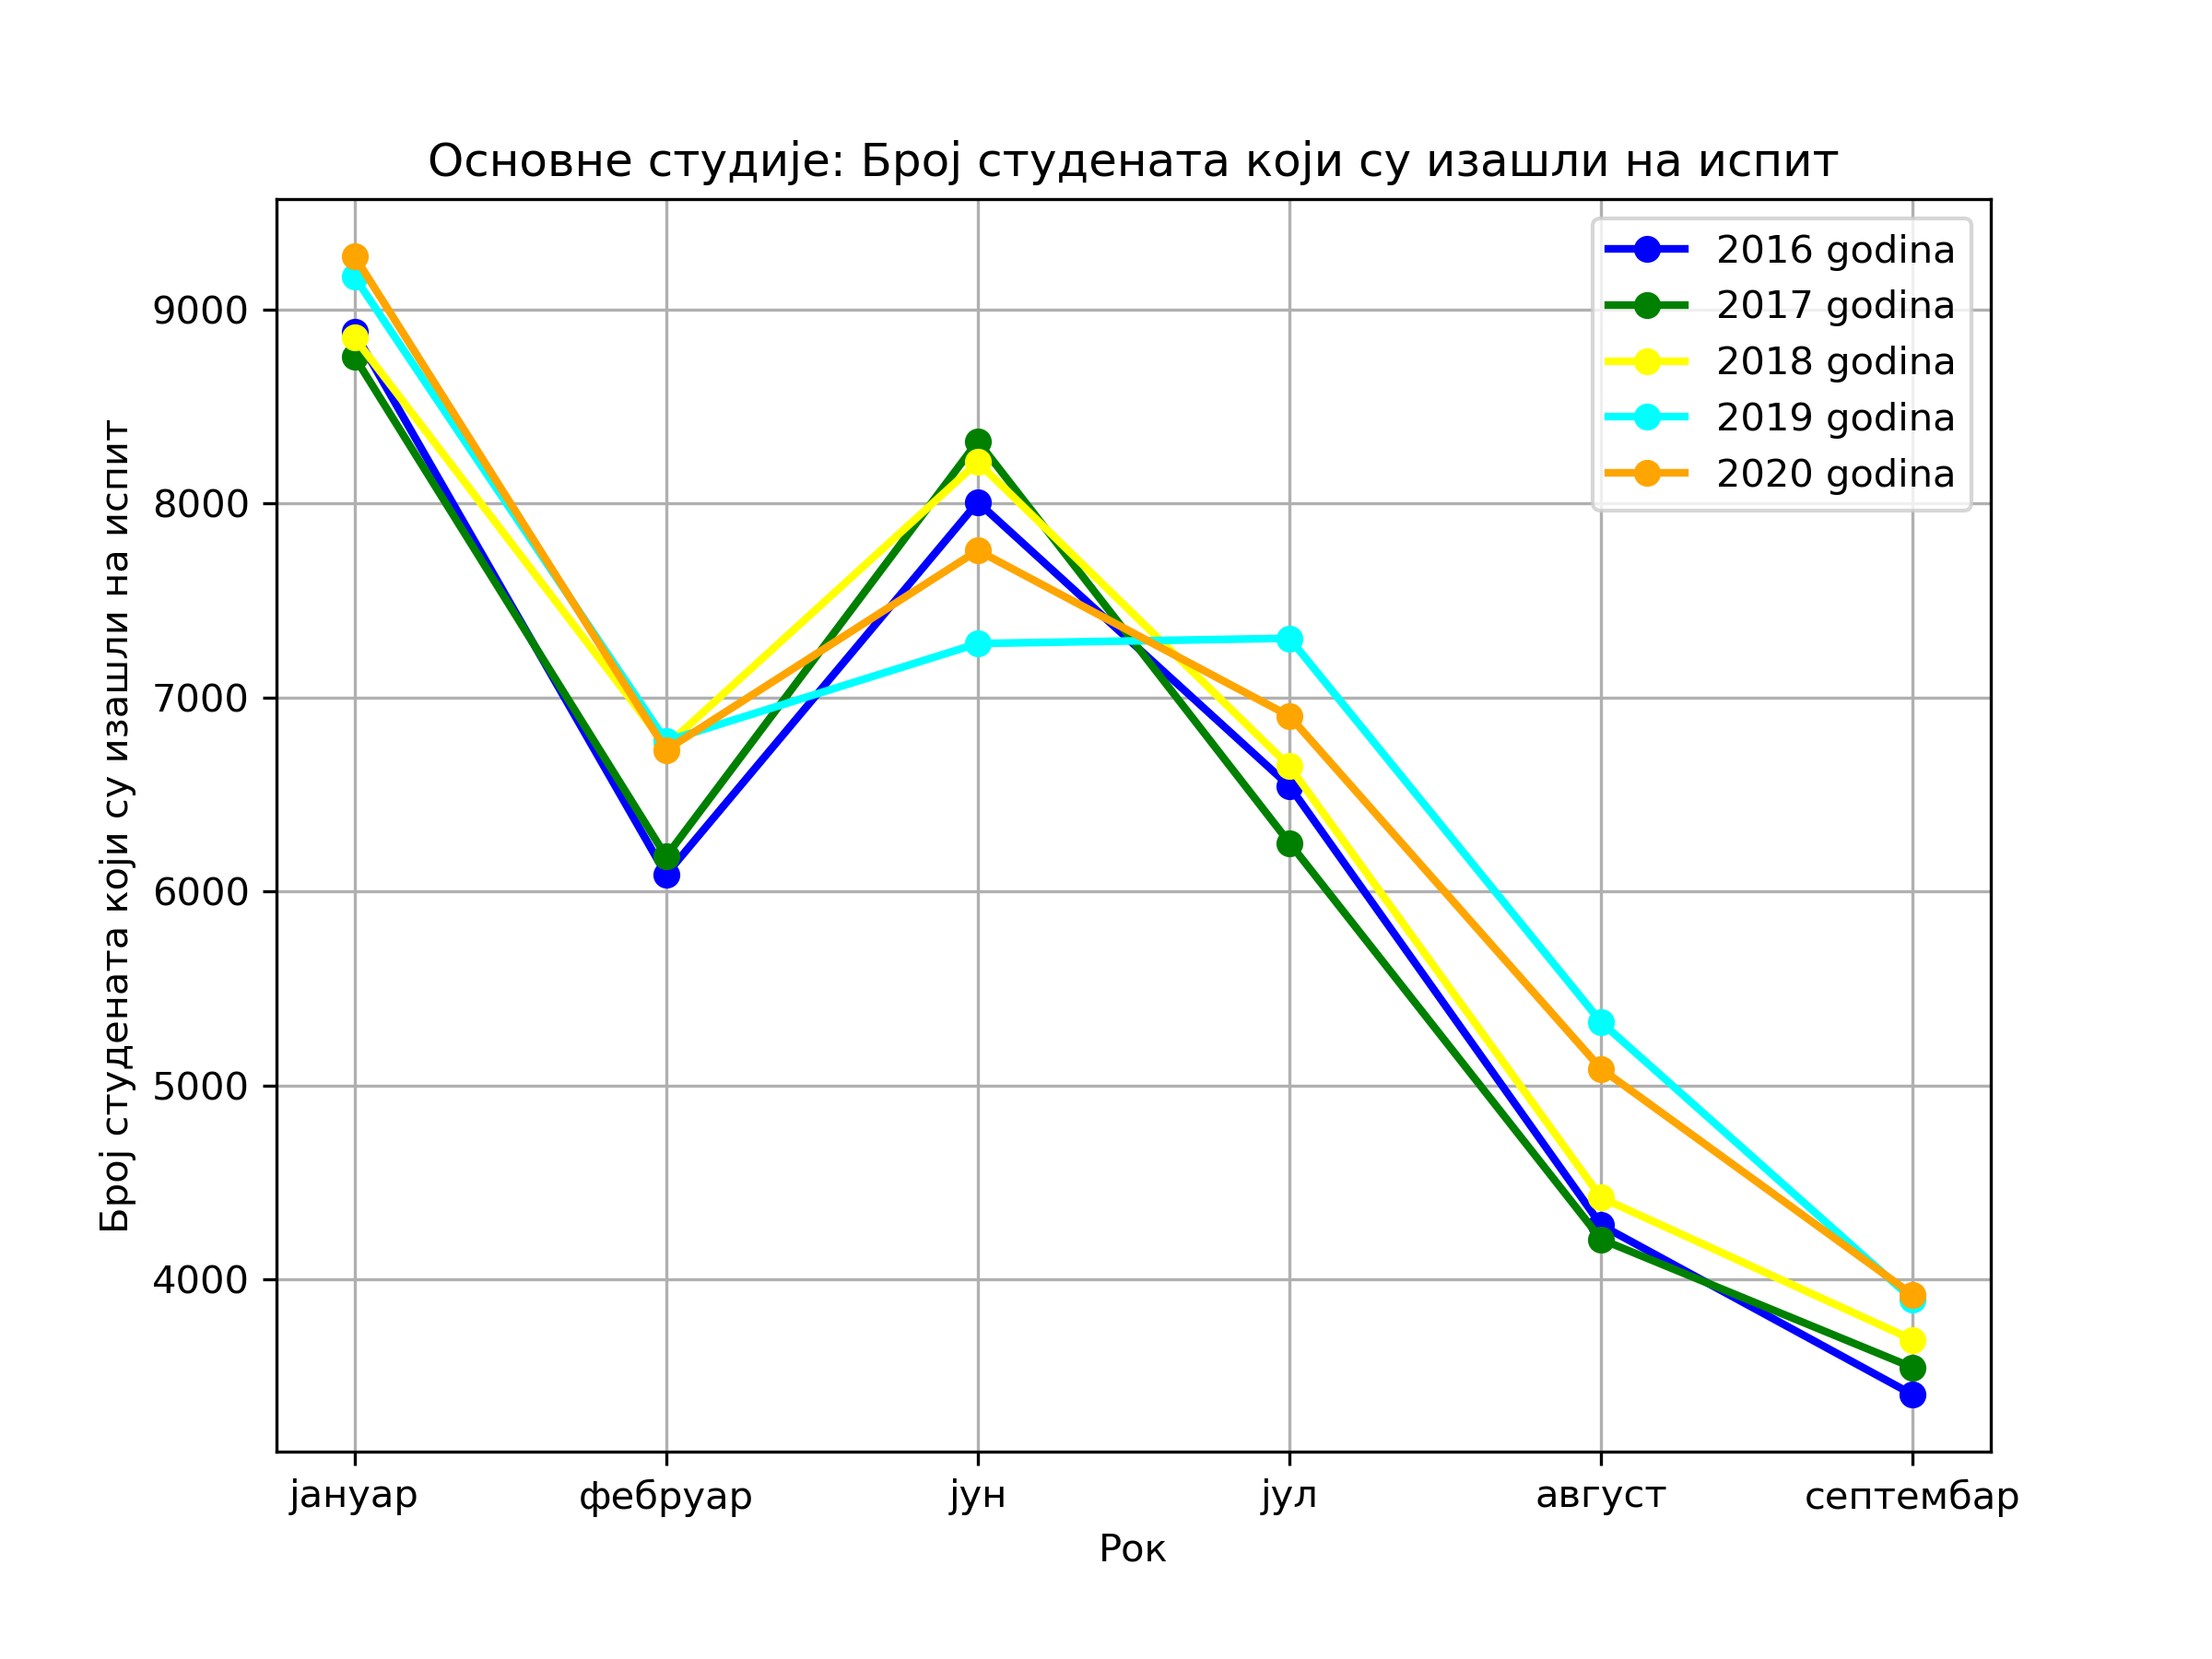 Основне студије: Број студената који су изашли на испит
2016 godina
2017 godina
2018 godina
2019 godina
2020 godina
Број студената који су изашли на испит
9000
8000
7000
6000
5000
4000
јануар фебруар јун јул август септембар
Рок